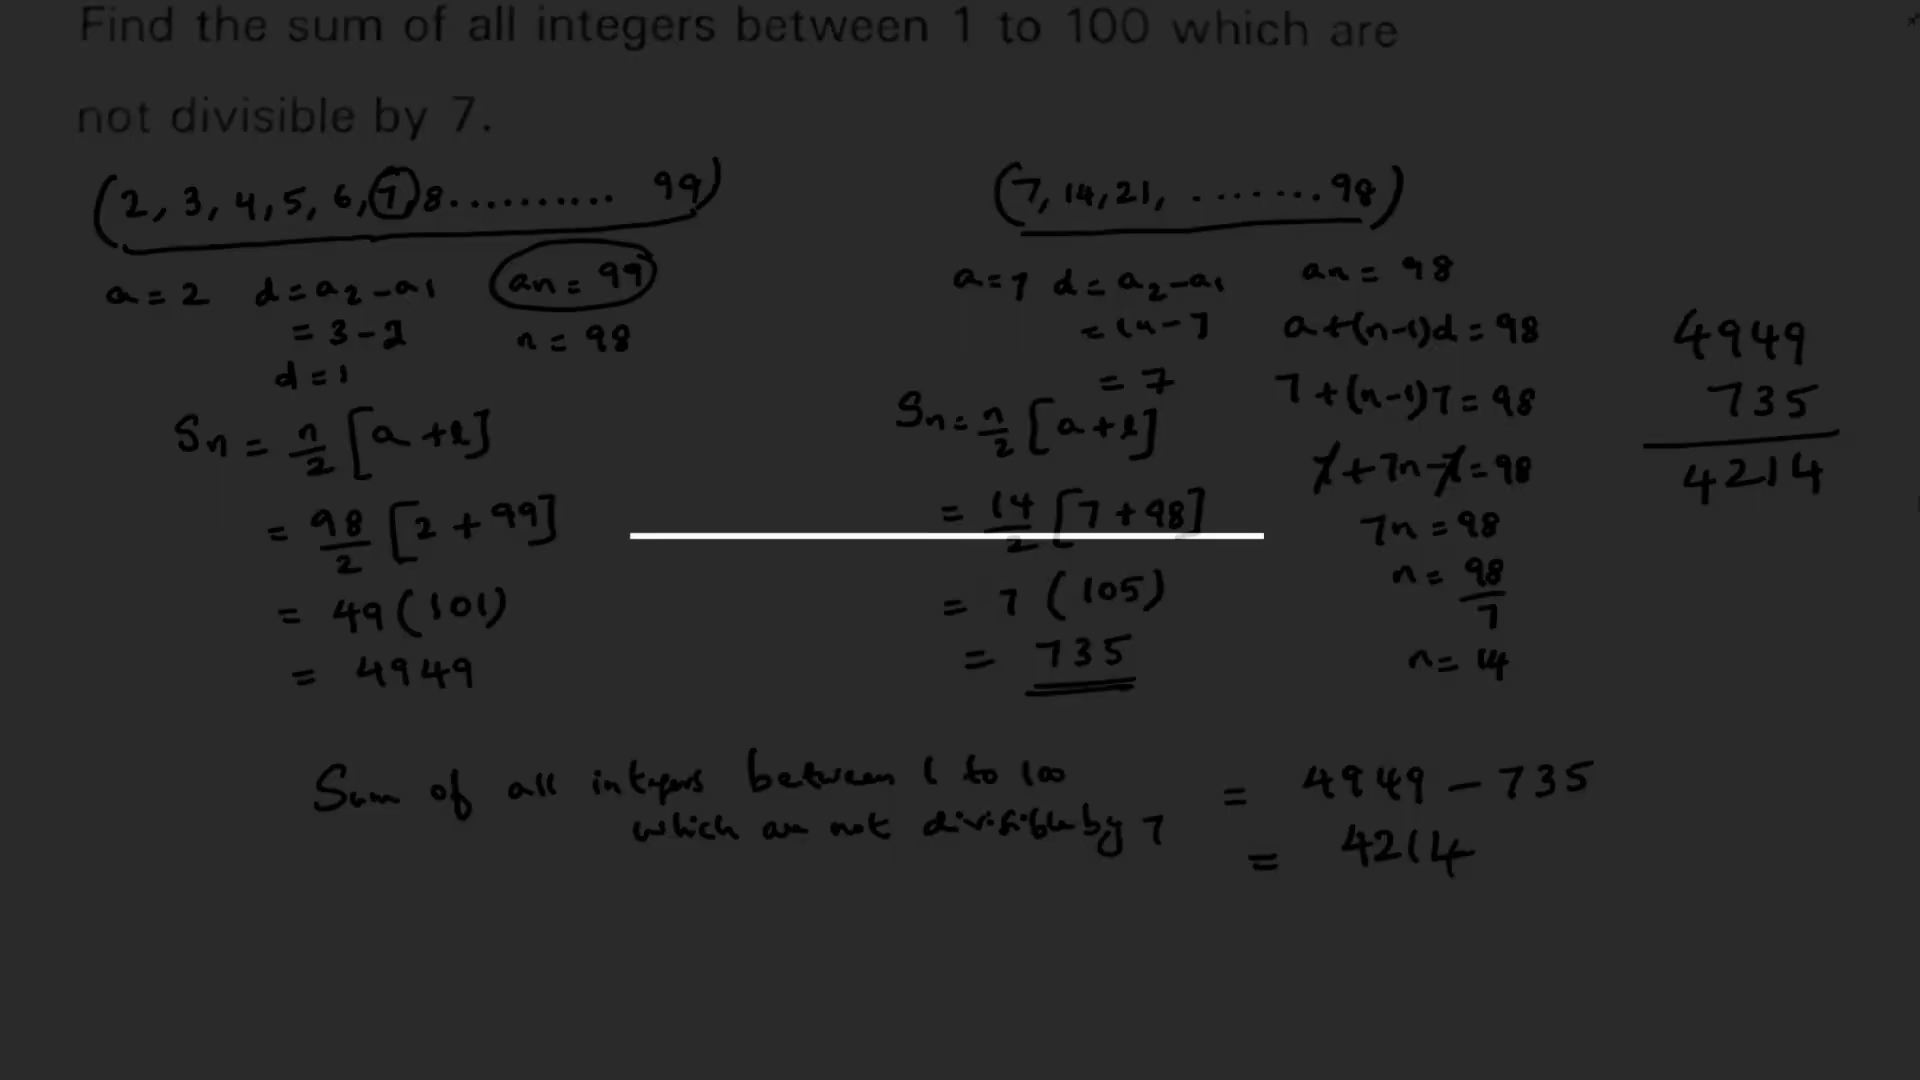 Find the sum of all integers between 1 to 100 which are
not divisible by 7.
(2, 3, 4, 5, 6, 7, 8.......... 99)
a = 2 d = a2 - a1 an = 99
= 3 - 2 n = 98
d = 1
Sn = n/2 [a + l]
= 98/2 [2 + 99]
= 49 (101)
= 4949
(7, 14, 21, ....... 98)
a = 7 d = a2 - a1
= 14 - 7
= 7
Sn = n/2 [a + l]
= 14/2 [7 + 98]
= 7 (105)
= 735
an = 98
a + (n-1)d = 98
7 + (n-1)7 = 98
7 + 7n - 7 = 98
7n = 98
n = 98/7
n = 14
4949
735
4214
Sum of all integers between 1 to 100
which are not divisible by 7
= 4949 - 735
= 4214